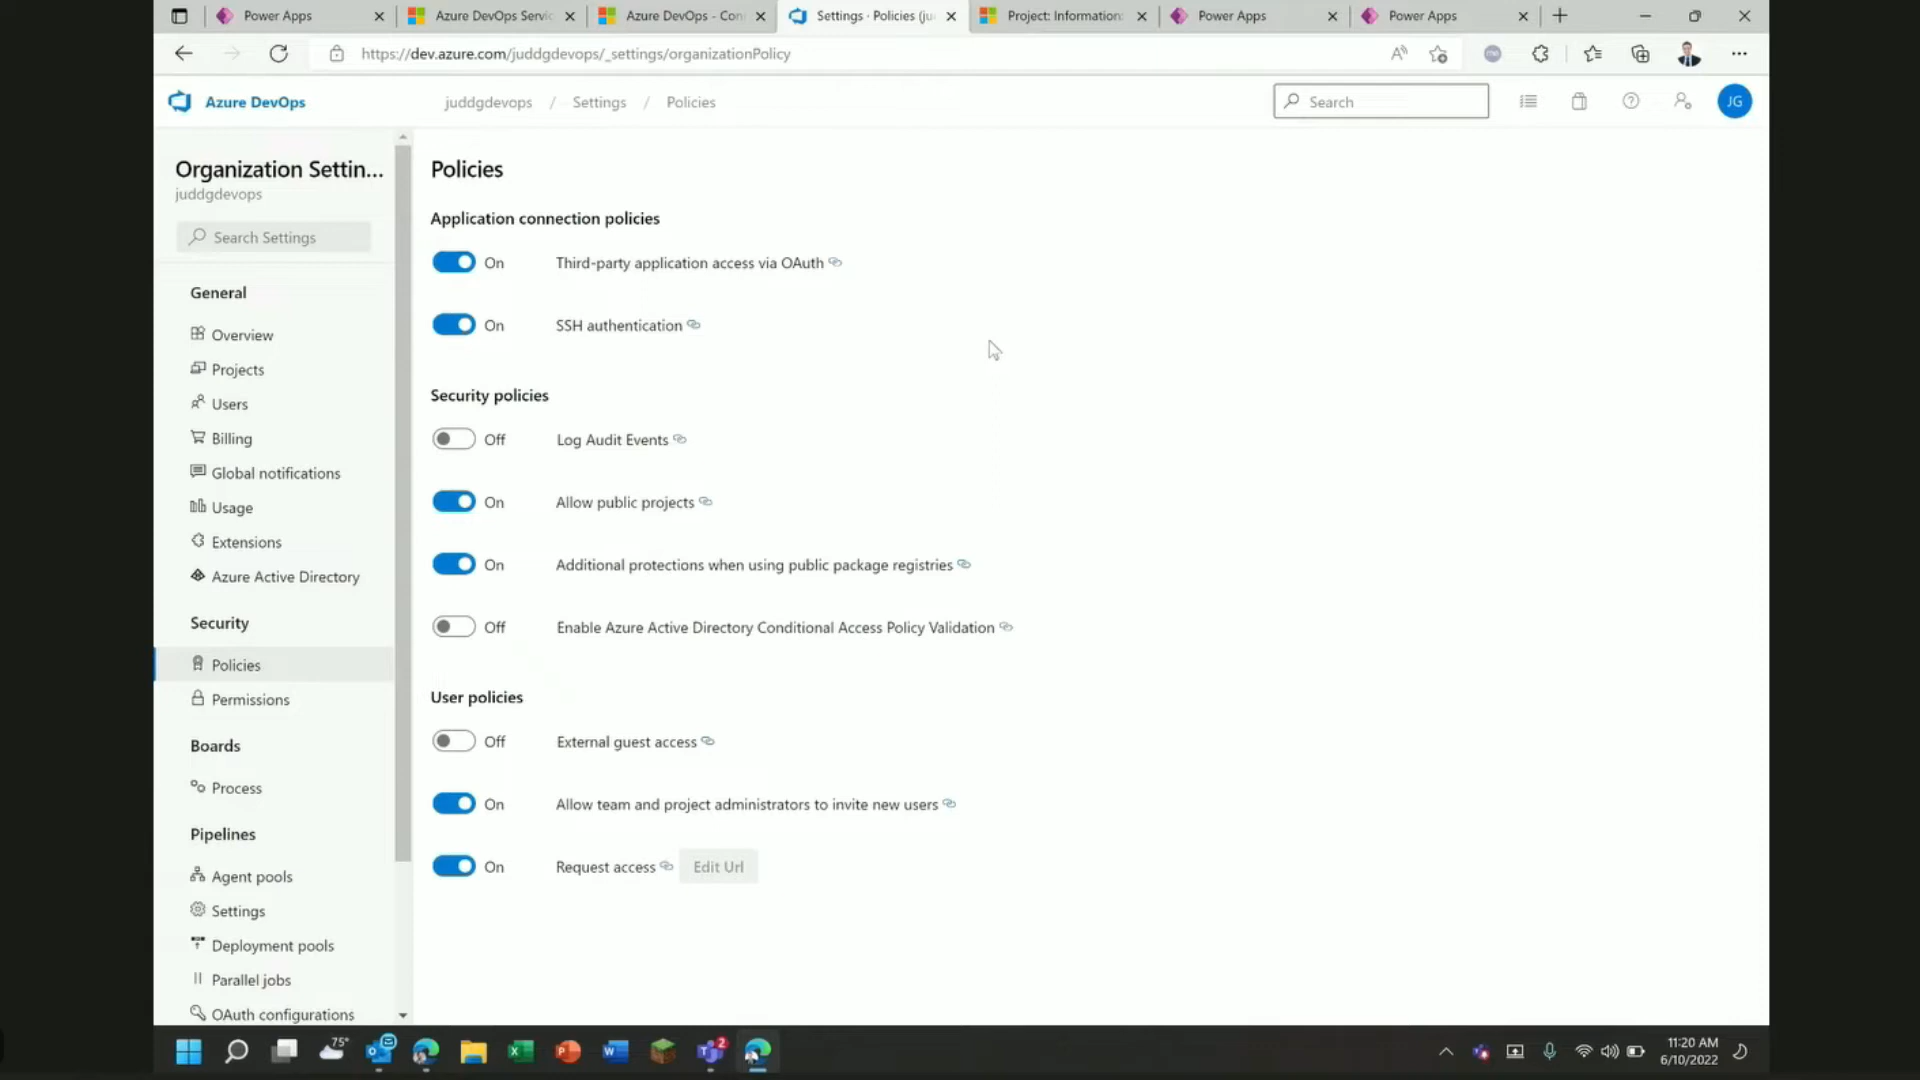 Power Apps
Azure DevOps Servic
Azure DevOps - Con
Settings · Policies (ju
Project: Information
Power Apps
Power Apps
https://dev.azure.com/juddgdevops/_settings/organizationPolicy
Azure DevOps
juddgdevops / Settings / Policies
Search
JG
Organization Settin...
juddgdevops
Search Settings
General
Overview
Projects
Users
Billing
Global notifications
Usage
Extensions
Azure Active Directory
Security
Policies
Permissions
Boards
Process
Pipelines
Agent pools
Settings
Deployment pools
Parallel jobs
OAuth configurations
Policies
Application connection policies
On Third-party application access via OAuth
On SSH authentication
Security policies
Off Log Audit Events
On Allow public projects
On Additional protections when using public package registries
Off Enable Azure Active Directory Conditional Access Policy Validation
User policies
Off External guest access
On Allow team and project administrators to invite new users
On Request access Edit Url
75°
2
11:20 AM
6/10/2022